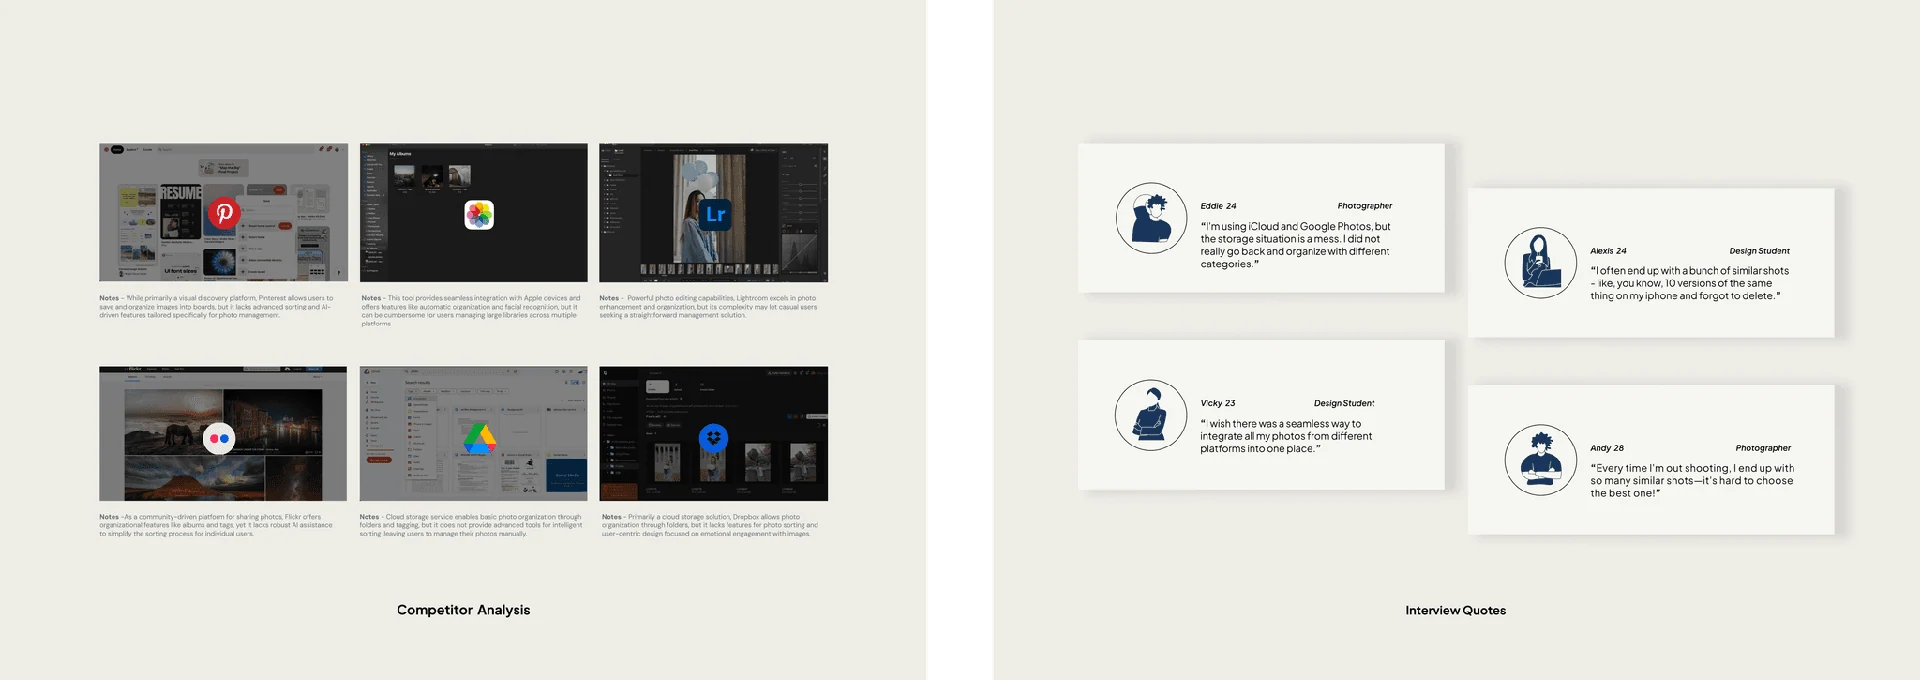 RESUME
UI font sizes
Notes - While primarily a visual discovery platform, Pinterest allows users to
save and organize images into boards, but it lacks advanced sorting and AI-
driven features tailored specifically for photo management.
My Albums
Notes - This tool provides seamless integration with Apple devices and
offers features like automatic organization and facial recognition, but it
can be cumbersome for users managing large libraries across multiple
platforms.
Lr
Notes - Powerful photo editing capabilities, Lightroom excels in photo
enhancement and organization, but its complexity may let casual users
seeking a straightforward management solution.
flickr
Notes -As a community-driven platform for sharing photos, Flickr offers
organizational features like albums and tags, yet it lacks robust AI assistance
to simplify the sorting process for individual users.
Search results
Notes - Cloud storage service enables basic photo organization through
folders and tagging, but it does not provide advanced tools for intelligent
sorting leaving users to manage their photos manually.
Notes - Primarily a cloud storage solution, Dropbox allows photo
organization through folders, but it lacks features for photo sorting and
user-centric design focused on emotional engagement with images.
Competitor Analysis
Eddie 24
Photographer
“I'm using iCloud and Google Photos, but
the storage situation is a mess. I did not
really go back and organize with different
categories.”
Alexis 24
Design Student
“I often end up with a bunch of similar shots
– like, you know, 10 versions of the same
thing on my iphone and forgot to delete.”
Vicky 23
Design Student
“I wish there was a seamless way to
integrate all my photos from different
platforms into one place.”
Andy 28
Photographer
“Every time I'm out shooting, I end up with
so many similar shots—it's hard to choose
the best one!”
Interview Quotes